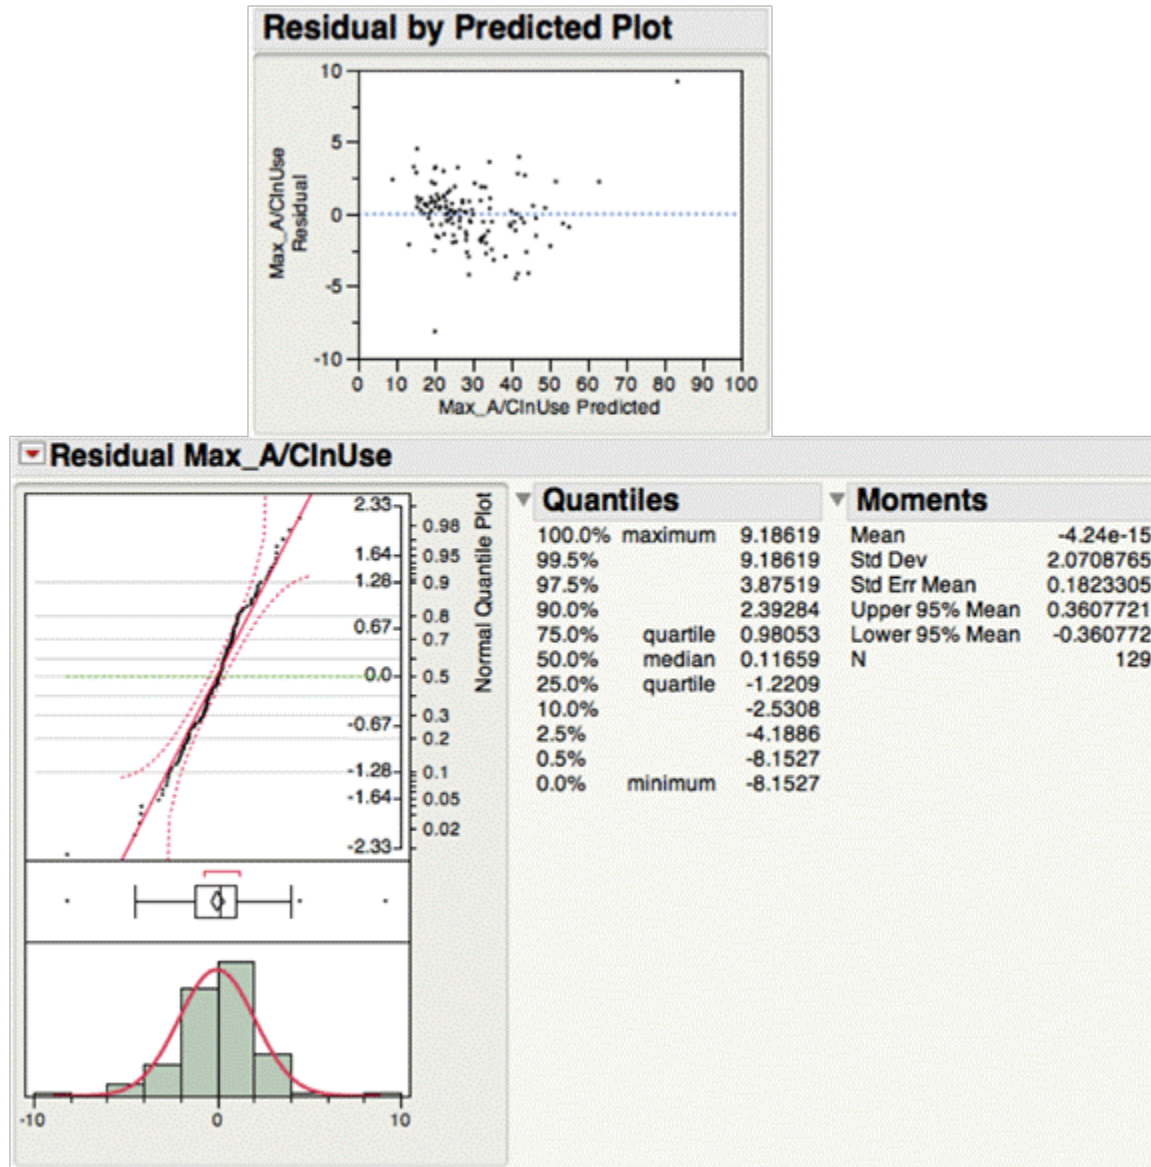 Residual by Predicted Plot
Max_A/CInUse
Residual
10
5
0
-5
-10
0 10 20 30 40 50 60 70 80 90 100
Max_A/CInUse Predicted
Residual Max_A/CInUse
2.33
1.64
1.28
0.67
0.0
-0.67
-1.28
-1.64
-2.33
0.98
0.95
0.9
0.8
0.7
0.5
0.3
0.2
0.1
0.05
0.02
Normal Quantile Plot
-10 0 10
Quantiles
100.0% maximum 9.18619
99.5% 9.18619
97.5% 3.87519
90.0% 2.39284
75.0% quartile 0.98053
50.0% median 0.11659
25.0% quartile -1.2209
10.0% -2.5308
2.5% -4.1886
0.5% -8.1527
0.0% minimum -8.1527
Moments
Mean -4.24e-15
Std Dev 2.0708765
Std Err Mean 0.1823305
Upper 95% Mean 0.3607721
Lower 95% Mean -0.360772
N 129